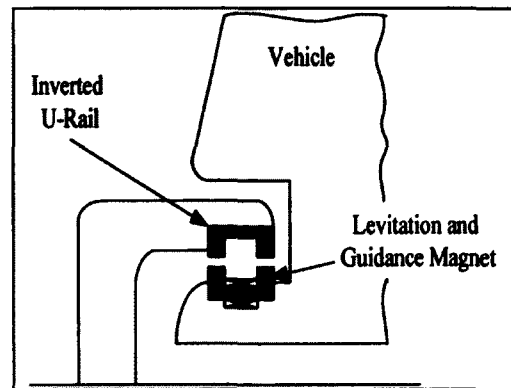 Vehicle
Inverted
U-Rail
Levitation and
Guidance Magnet